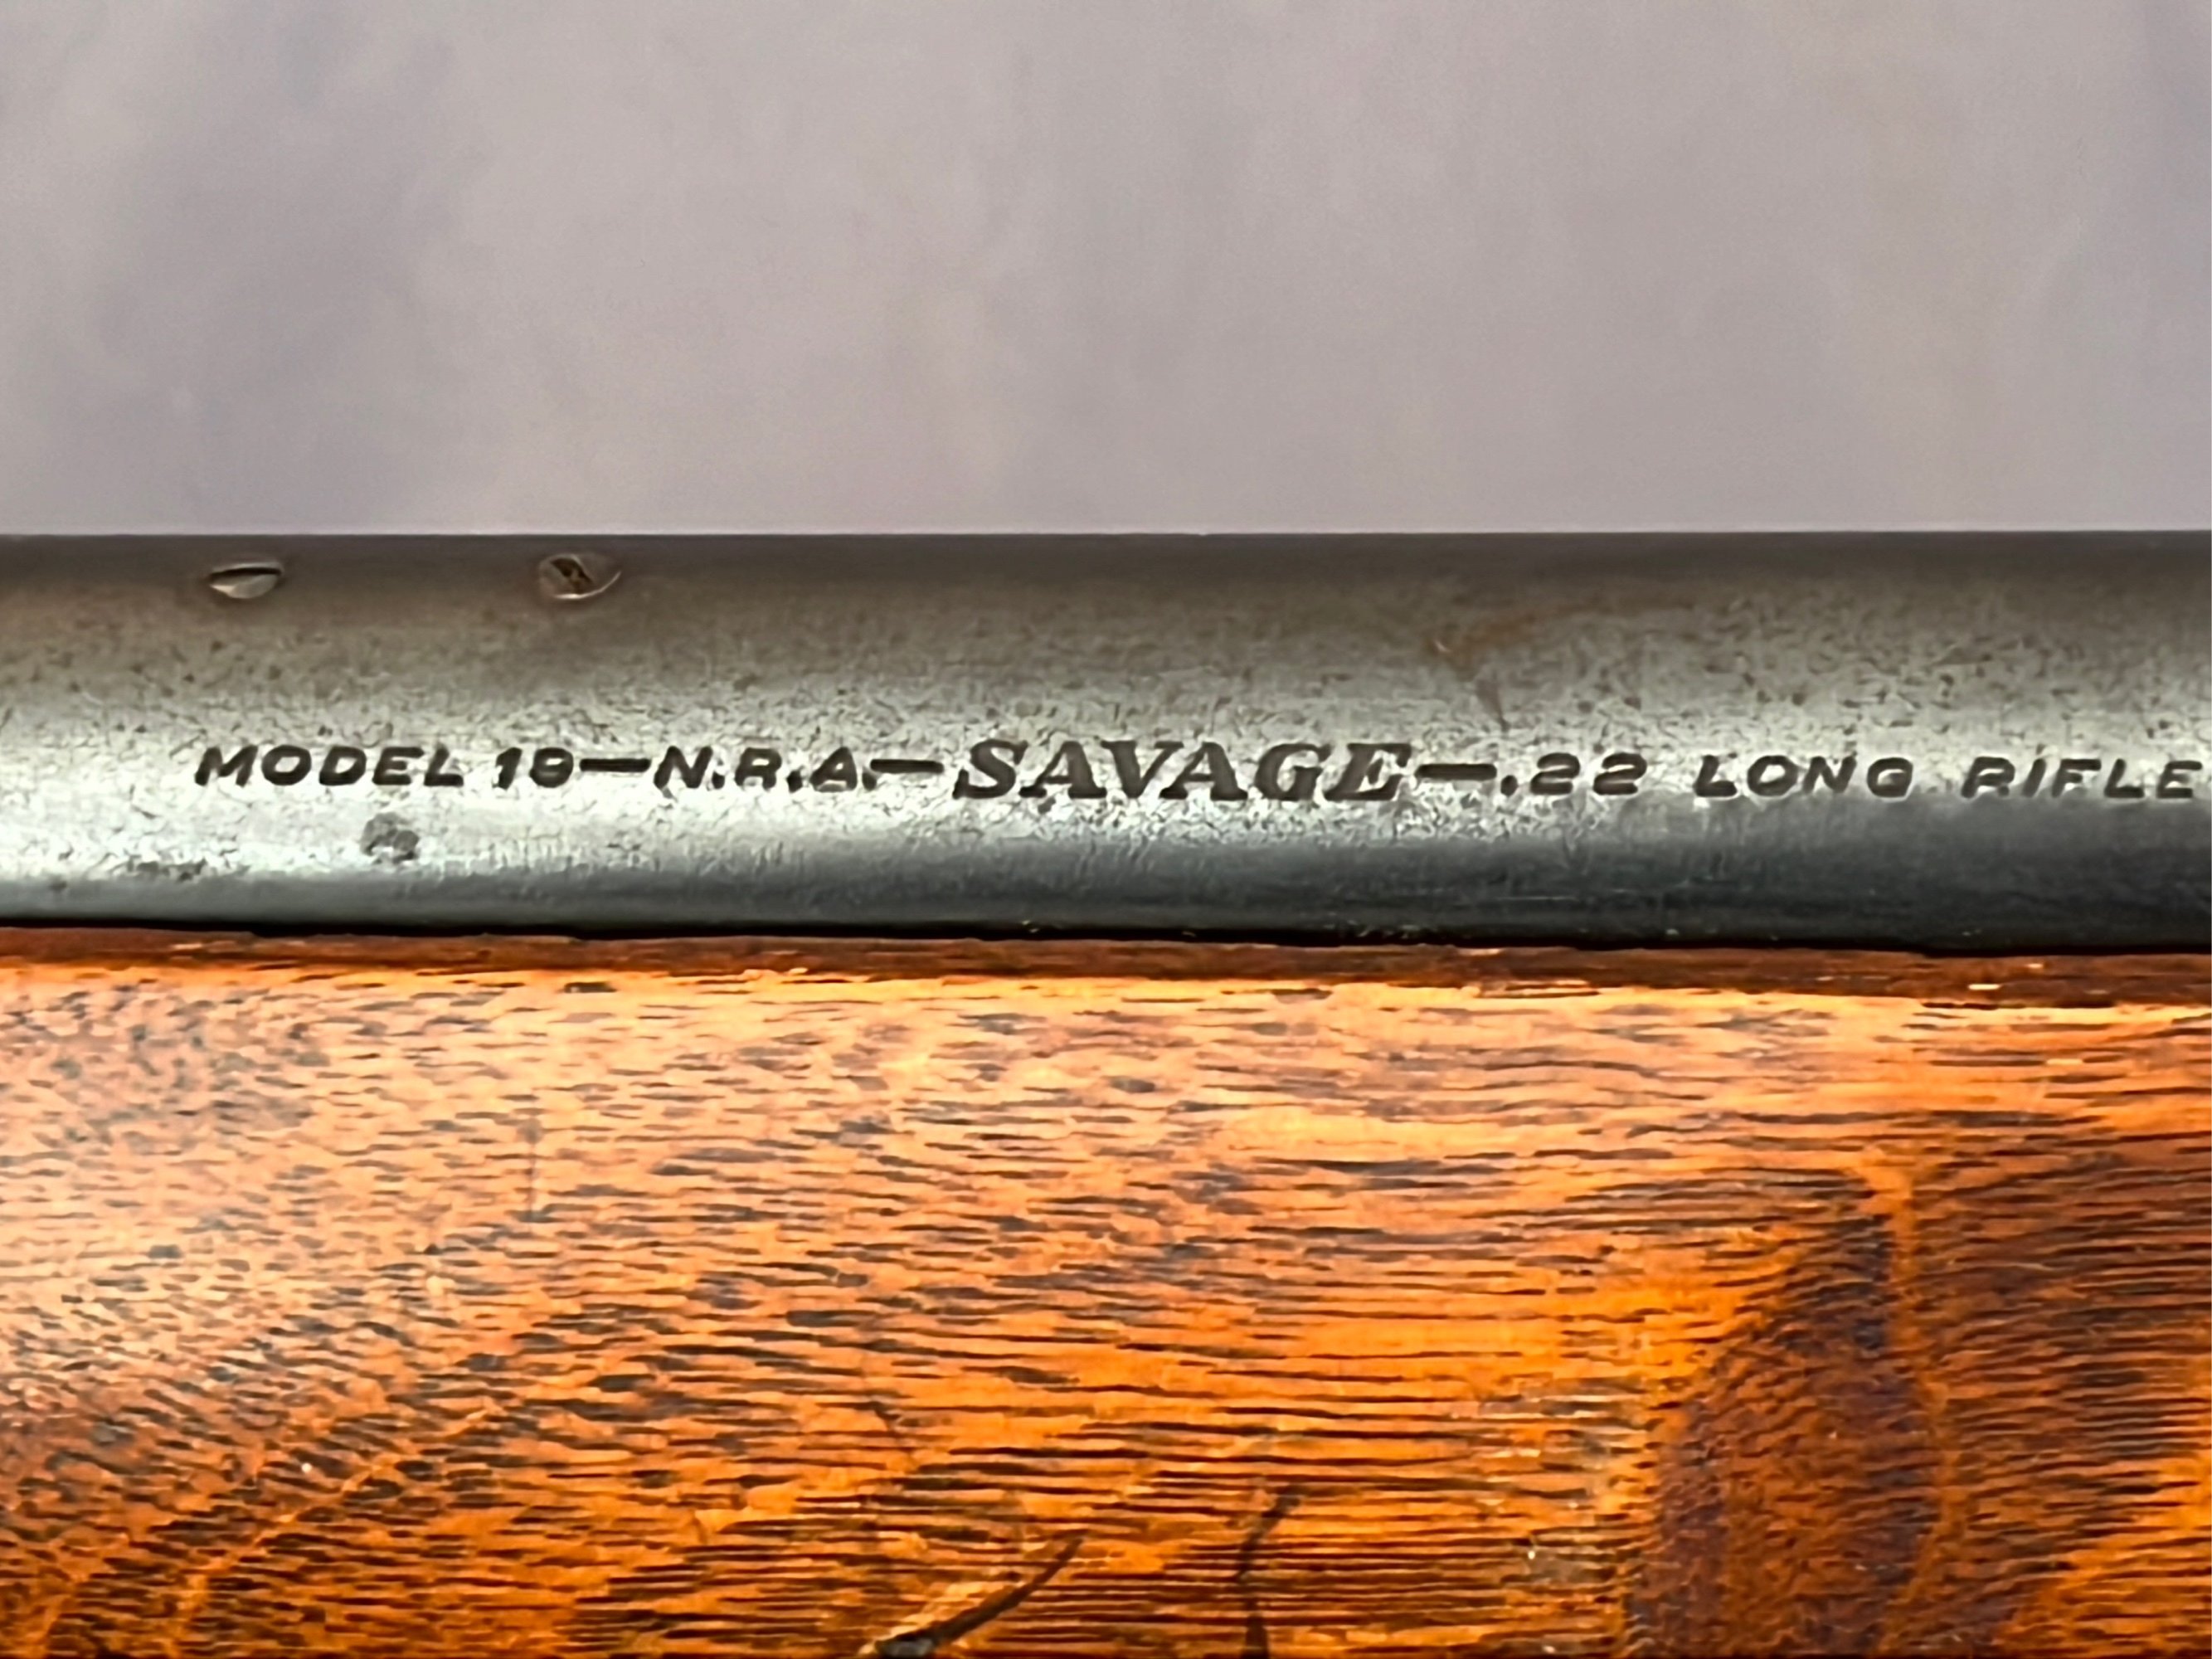 MODEL 19—N.R.A.—SAVAGE—.22 LONG RIFLE